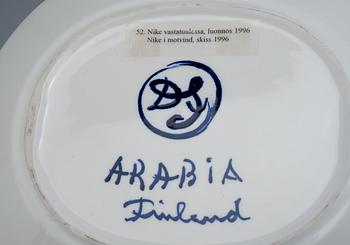 52. Nike vastatuulessa, luonnos 1996
Nike i motvind, skiss 1996
ARABIA
Finland